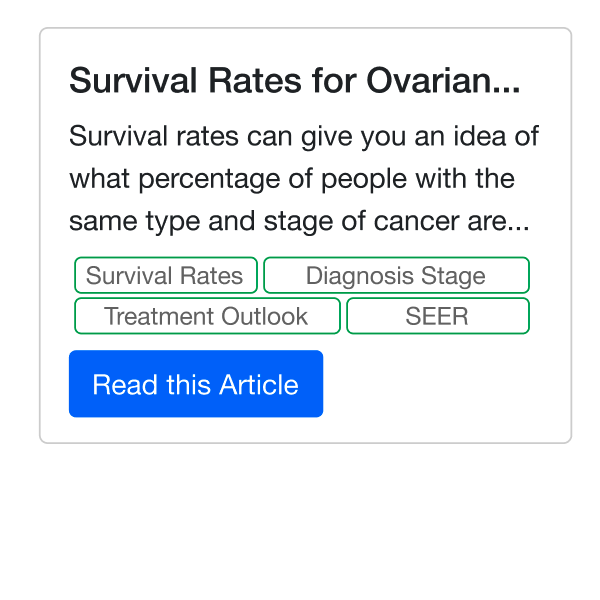 Survival Rates for Ovarian...
Survival rates can give you an idea of
what percentage of people with the
same type and stage of cancer are...
Survival Rates
Diagnosis Stage
Treatment Outlook
SEER
Read this Article